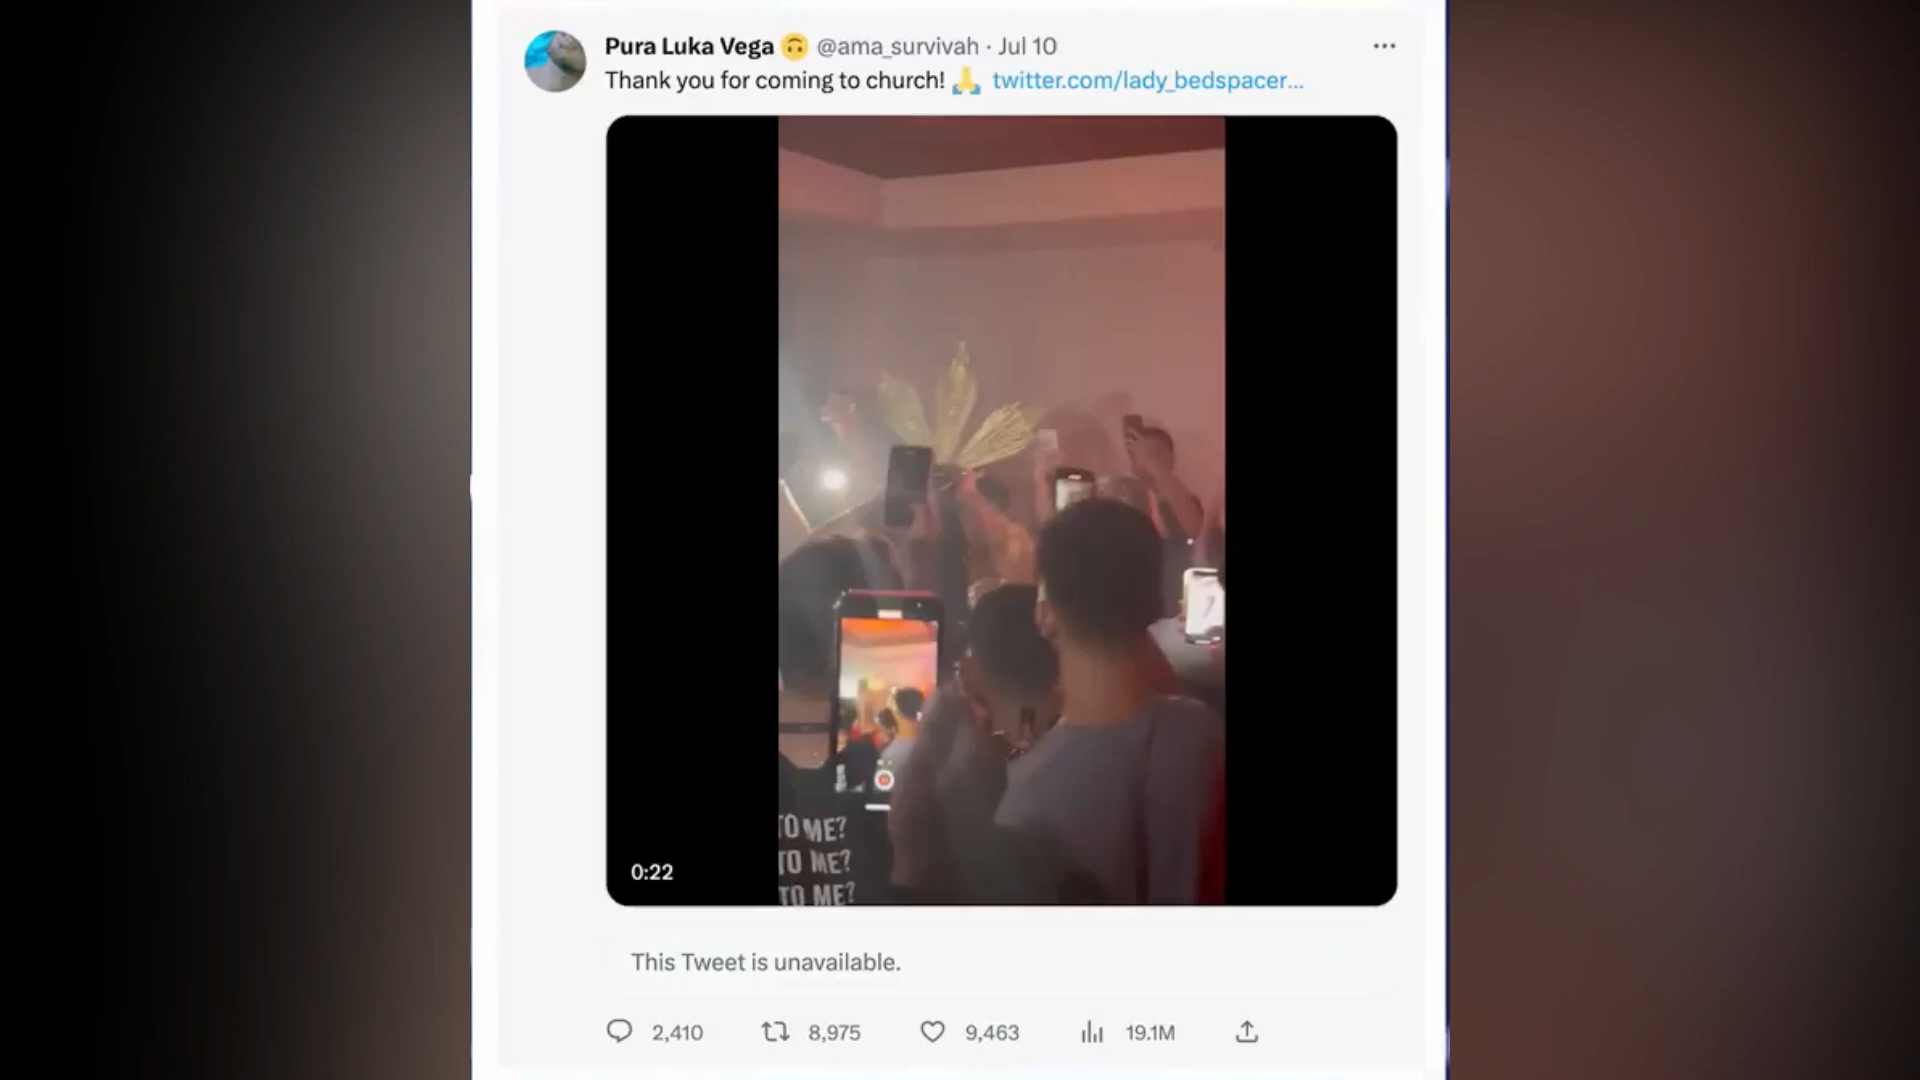 Pura Luka Vega 🙃 @ama_survivah · Jul 10
Thank you for coming to church! 🙏 twitter.com/lady_bedspacer...
TO ME?
TO ME?
TO ME?
0:22
This Tweet is unavailable.
2,410 8,975 9,463 19.1M